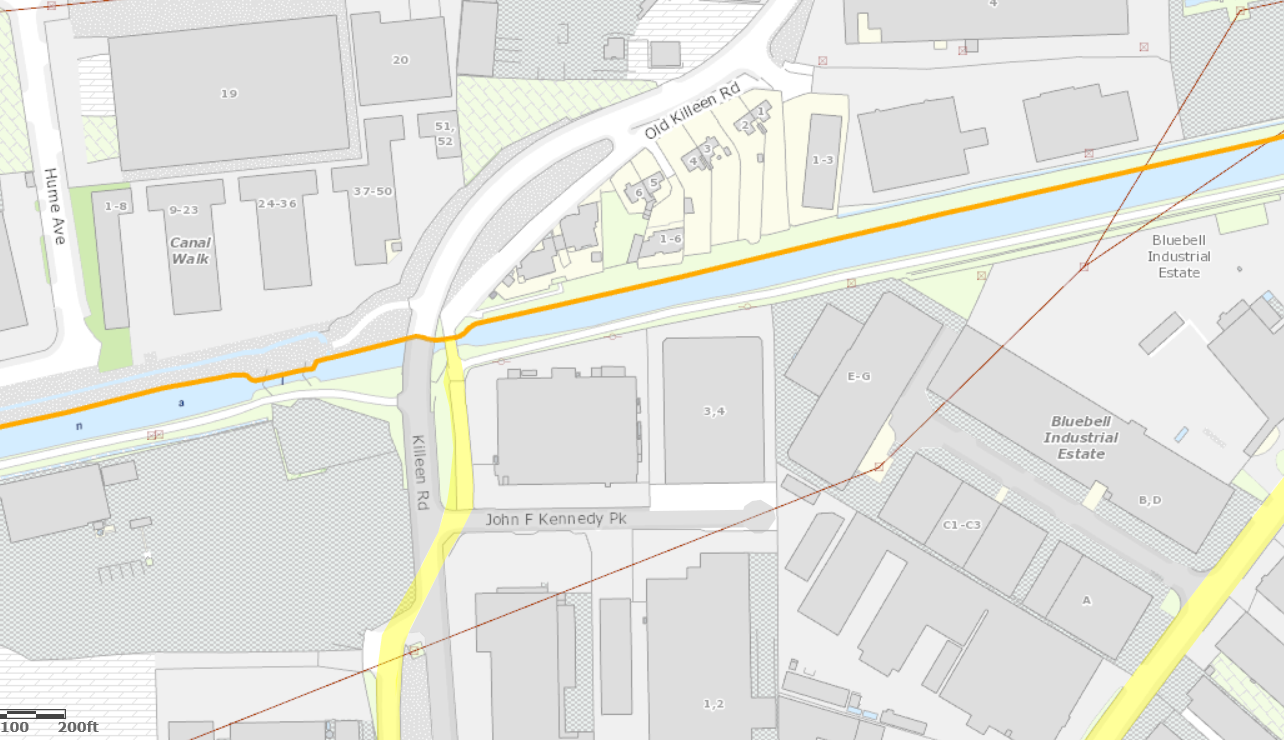 4
20
19
Old Killeen Rd
1
2
51,
52
3
4
1-3
Hume Ave
37-50
5
6
1-8
9-23
24-36
1-6
Canal
Walk
Bluebell
Industrial
Estate
E-G
l
a
n
3,4
Bluebell
Industrial
Estate
Killeen Rd
B,D
John F Kennedy Pk
C1-C3
A
1,2
100
200ft